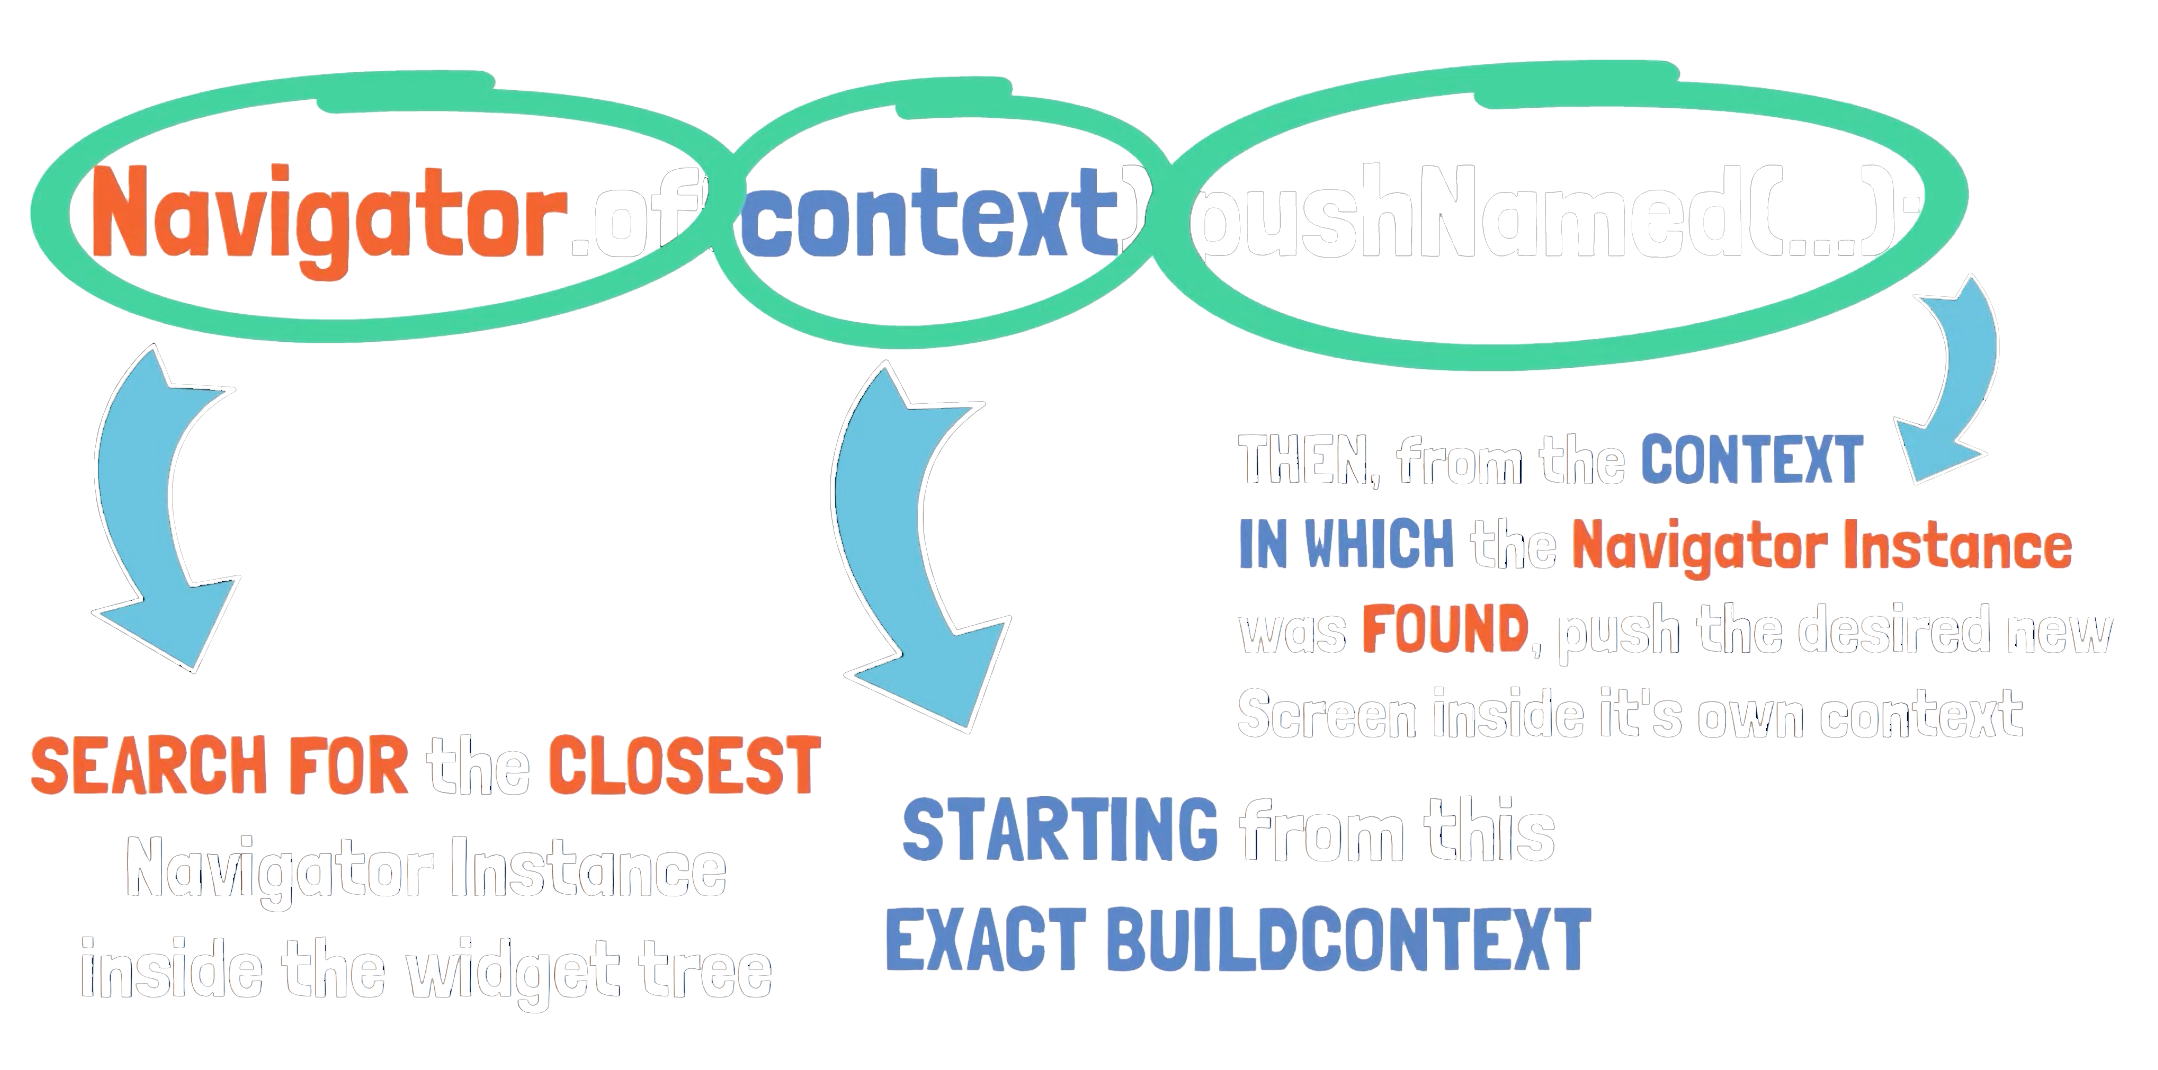 Navigator.of(context).pushNamed(...);
THEN, from the CONTEXT
IN WHICH the Navigator Instance
was FOUND, push the desired new
Screen inside it's own context
SEARCH FOR the CLOSEST
Navigator Instance
inside the widget tree
STARTING from this
EXACT BUILDCONTEXT